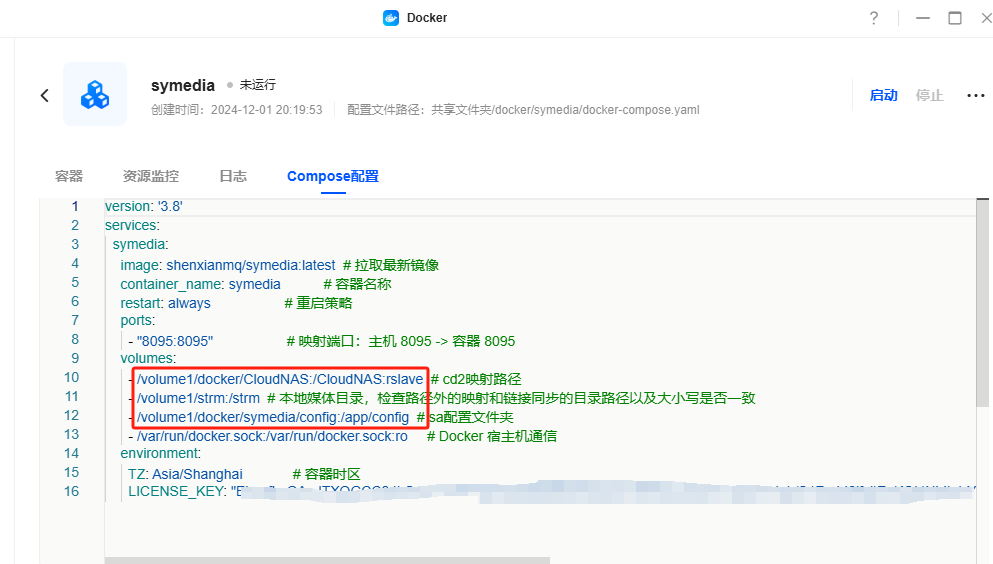 Docker
?
symedia 未运行
创建时间：2024-12-01 20:19:53 配置文件路径：共享文件夹/docker/symedia/docker-compose.yaml
启动 停止 ...
容器 资源监控 日志 Compose配置
1 version: '3.8'
2 services:
3 symedia:
4 image: shenxianmq/symedia:latest # 拉取最新镜像
5 container_name: symedia # 容器名称
6 restart: always # 重启策略
7 ports:
8 - "8095:8095" # 映射端口：主机 8095 -> 容器 8095
9 volumes:
10 - /volume1/docker/CloudNAS:/CloudNAS:rslave # cd2映射路径
11 - /volume1/strm:/strm # 本地媒体目录，检查路径外的映射和链接同步的目录路径以及大小写是否一致
12 - /volume1/docker/symedia/config:/app/config # sa配置文件夹
13 - /var/run/docker.sock:/var/run/docker.sock:ro # Docker 宿主机通信
14 environment:
15 TZ: Asia/Shanghai # 容器时区
16 LICENSE_KEY: